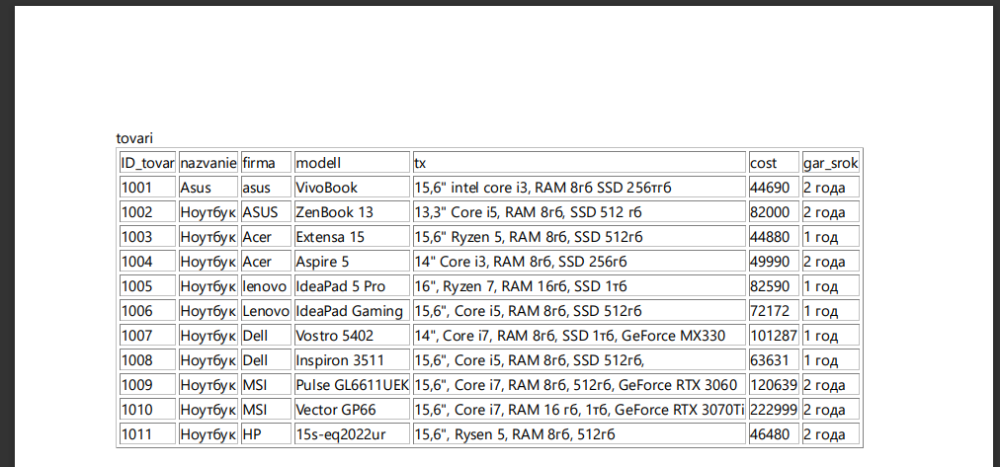 tovari
ID_tovar nazvanie firma modell tx cost gar_srok
1001 Asus asus VivoBook 15,6" intel core i3, RAM 8гб SSD 256тгб 44690 2 года
1002 Ноутбук ASUS ZenBook 13 13,3" Core i5, RAM 8гб, SSD 512 гб 82000 2 года
1003 Ноутбук Acer Extensa 15 15,6" Ryzen 5, RAM 8гб, SSD 512гб 44880 1 год
1004 Ноутбук Acer Aspire 5 14" Core i3, RAM 8гб, SSD 256гб 49990 2 года
1005 Ноутбук lenovo IdeaPad 5 Pro 16", Ryzen 7, RAM 16гб, SSD 1тб 82590 1 год
1006 Ноутбук Lenovo IdeaPad Gaming 15,6", Core i5, RAM 8гб, SSD 512гб 72172 1 год
1007 Ноутбук Dell Vostro 5402 14", Core i7, RAM 8гб, SSD 1тб, GeForce MX330 101287 1 год
1008 Ноутбук Dell Inspiron 3511 15,6", Core i5, RAM 8гб, SSD 512гб, 63631 1 год
1009 Ноутбук MSI Pulse GL6611UEK 15,6", Core i7, RAM 8гб, 512гб, GeForce RTX 3060 120639 2 года
1010 Ноутбук MSI Vector GP66 15,6", Core i7, RAM 16 гб, 1тб, GeForce RTX 3070Ti 222999 2 года
1011 Ноутбук HP 15s-eq2022ur 15,6", Rysen 5, RAM 8гб, 512гб 46480 2 года